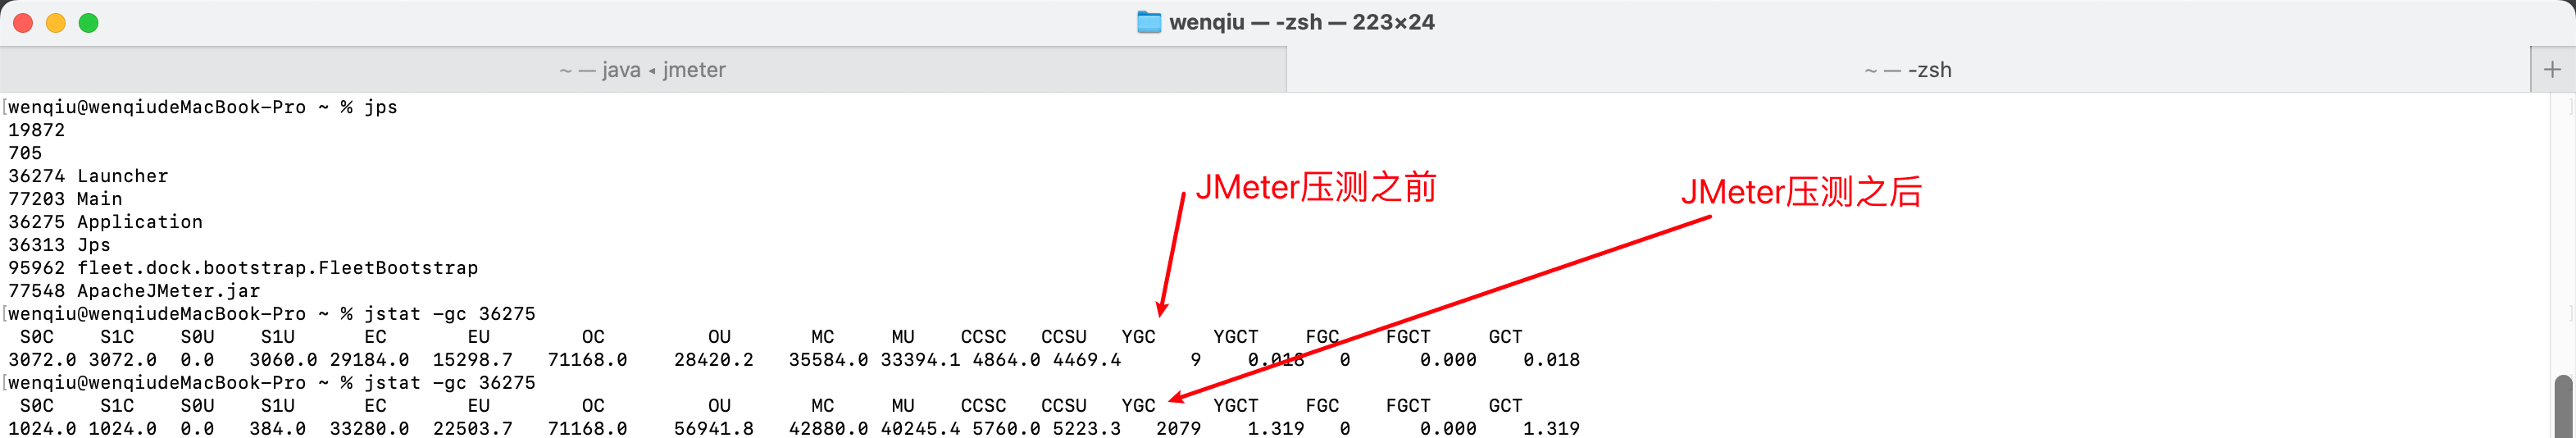 wenqiu — -zsh — 223×24
~ — java ◂ jmeter
~ — -zsh
+
[wenqiu@wenqiudeMacBook-Pro ~ % jps
19872
705
36274 Launcher
77203 Main
36275 Application
36313 Jps
95962 fleet.dock.bootstrap.FleetBootstrap
77548 ApacheJMeter.jar
JMeter压测之前
JMeter压测之后
[wenqiu@wenqiudeMacBook-Pro ~ % jstat -gc 36275
S0C S1C S0U S1U EC EU OC OU MC MU CCSC CCSU YGC YGCT FGC FGCT GCT
3072.0 3072.0 0.0 3060.0 29184.0 15298.7 71168.0 28420.2 35584.0 33394.1 4864.0 4469.4 9 0.018 0 0.000 0.018
[wenqiu@wenqiudeMacBook-Pro ~ % jstat -gc 36275
S0C S1C S0U S1U EC EU OC OU MC MU CCSC CCSU YGC YGCT FGC FGCT GCT
1024.0 1024.0 0.0 384.0 33280.0 22503.7 71168.0 56941.8 42880.0 40245.4 5760.0 5223.3 2079 1.319 0 0.000 1.319